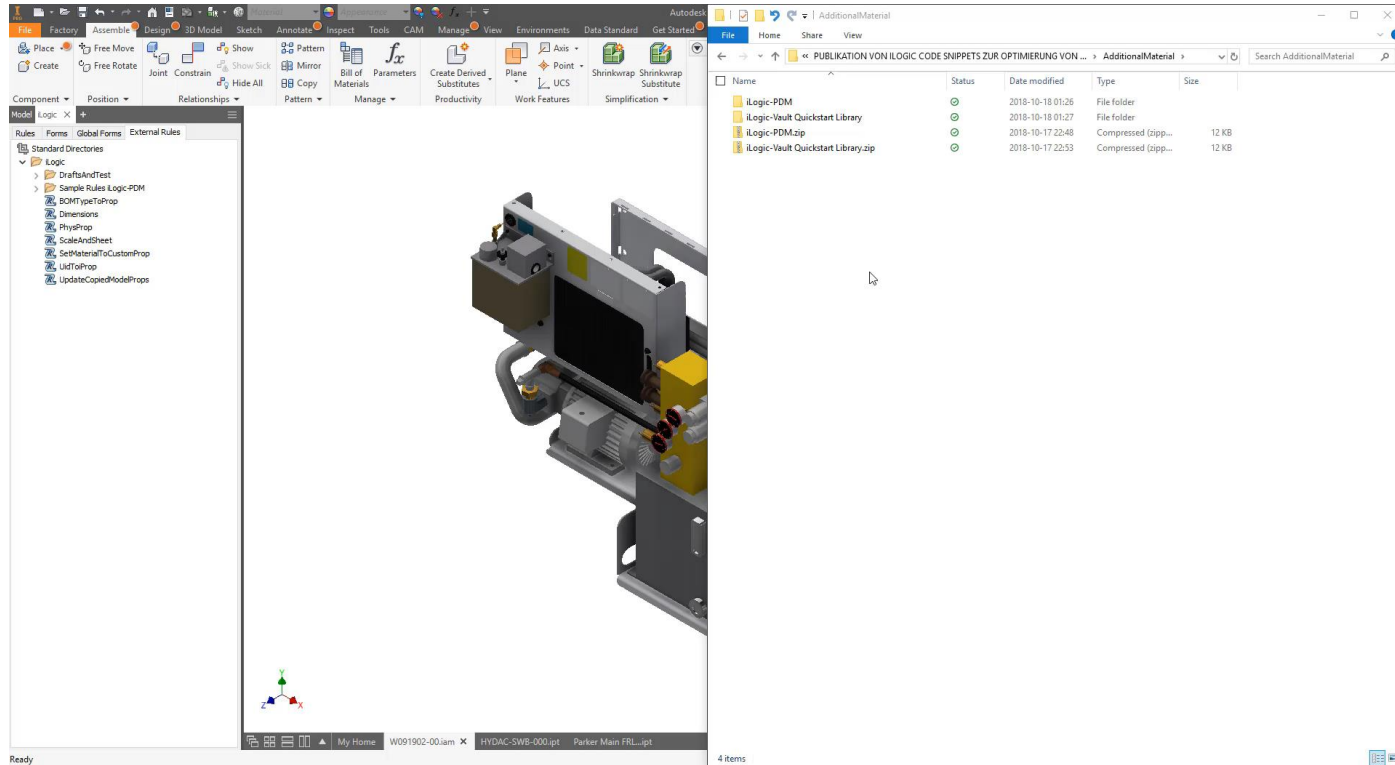 Material
Appearance
Autodesk
PRO
File Factory Assemble Design 3D Model Sketch Annotate Inspect Tools CAM Manage View Environments Data Standard Get Started
Place Free Move Show Pattern Axis
Create Free Rotate Joint Constrain Show Sick Mirror Bill of Materials Parameters Create Derived Substitutes Plane Point Shrinkwrap Shrinkwrap Substitute
Hide All Copy UCS
Component Position Relationships Pattern Manage Productivity Work Features Simplification
Model iLogic X +
Rules Forms Global Forms External Rules
Standard Directories
iLogic
DraftsAndTest
Sample Rules iLogic-PDM
BOMTypeToProp
Dimensions
PhysProp
ScaleAndSheet
SetMaterialToCustomProp
UidToiProp
UpdateCopiedModelProps
Y
Z X
My Home W091902-00.iam X HYDAC-SWB-000.ipt Parker Main FRL...ipt
Ready
AdditionalMaterial
File Home Share View
« PUBLIKATION VON ILOGIC CODE SNIPPETS ZUR OPTIMIERUNG VON ... > AdditionalMaterial > Search AdditionalMaterial
Name Status Date modified Type Size
iLogic-PDM 2018-10-18 01:26 File folder
iLogic-Vault Quickstart Library 2018-10-18 01:27 File folder
iLogic-PDM.zip 2018-10-17 22:48 Compressed (zipp... 12 KB
iLogic-Vault Quickstart Library.zip 2018-10-17 22:53 Compressed (zipp... 12 KB
4 items